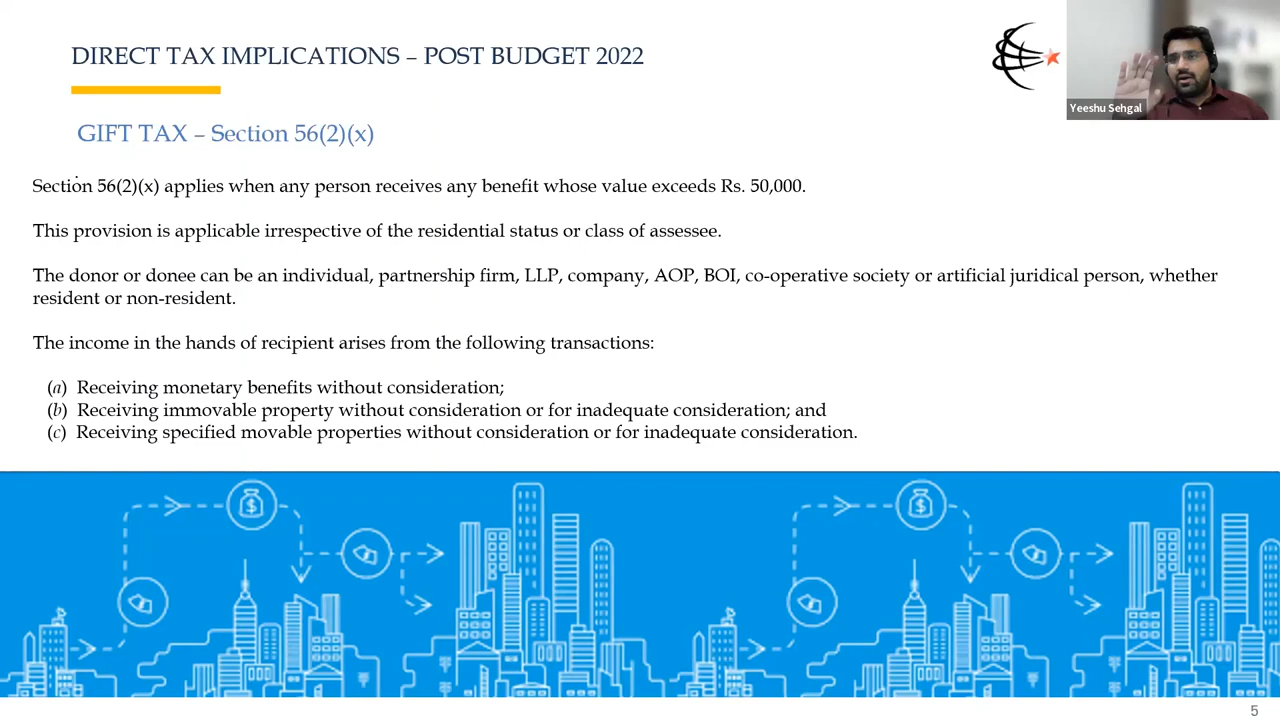 DIRECT TAX IMPLICATIONS – POST BUDGET 2022
Yeeshu Sehgal
GIFT TAX – Section 56(2)(x)
Section 56(2)(x) applies when any person receives any benefit whose value exceeds Rs. 50,000.
This provision is applicable irrespective of the residential status or class of assessee.
The donor or donee can be an individual, partnership firm, LLP, company, AOP, BOI, co-operative society or artificial juridical person, whether
resident or non-resident.
The income in the hands of recipient arises from the following transactions:
(a) Receiving monetary benefits without consideration;
(b) Receiving immovable property without consideration or for inadequate consideration; and
(c) Receiving specified movable properties without consideration or for inadequate consideration.
$ $
5